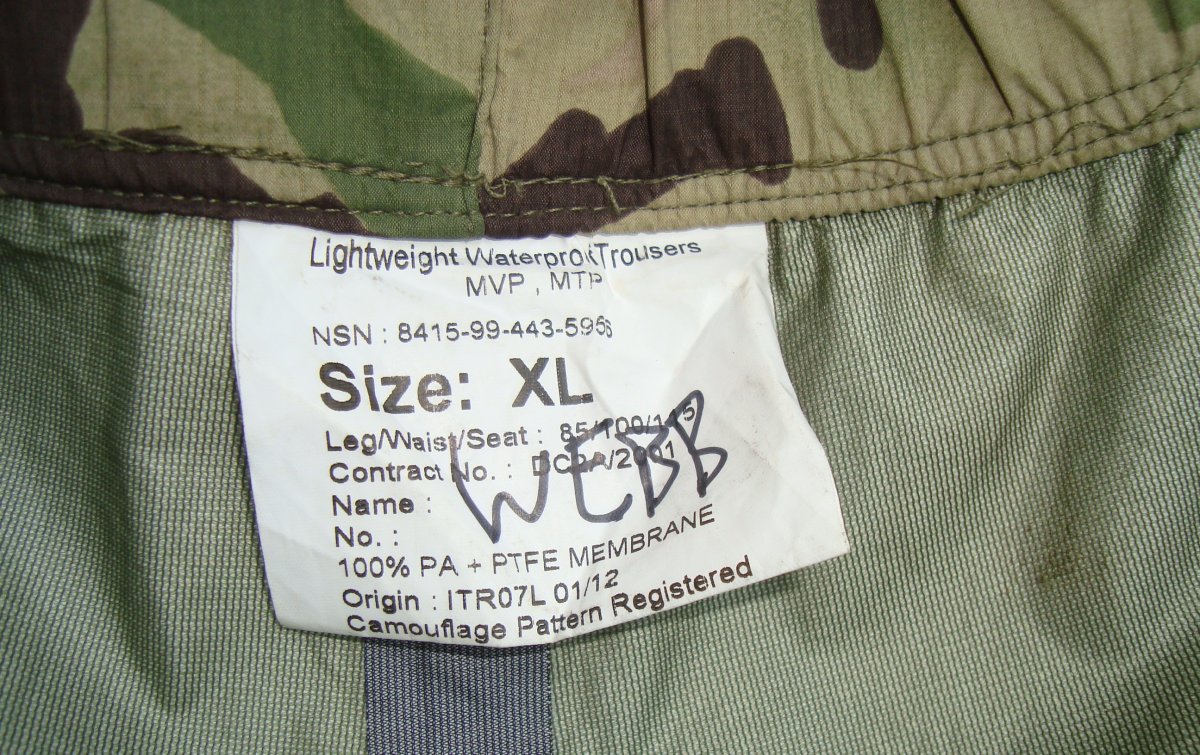 Lightweight Waterproof Trousers
MVP , MTP
NSN : 8415-99-443-5956
Size: XL
Leg/Waist/Seat : 85/100/115
Contract No. : DC2A/2001
WEBB
Name :
No. :
100% PA + PTFE MEMBRANE
Origin : ITR07L 01/12
Camouflage Pattern Registered